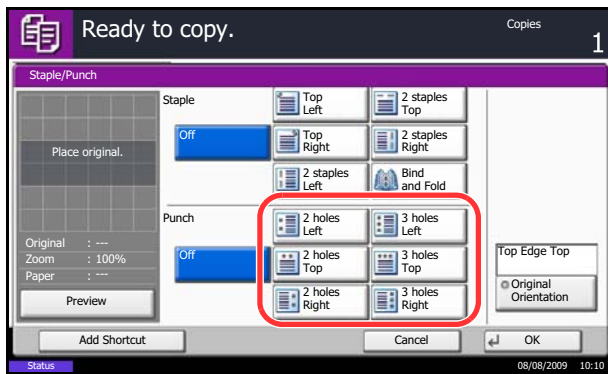 Ready to copy.
Copies
1
Staple/Punch
Place original.
Original : ---
Zoom : 100%
Paper : ---
Preview
Staple
Off
Top
Left
2 staples
Top
Top
Right
2 staples
Right
2 staples
Left
Bind
and Fold
Punch
Off
2 holes
Left
3 holes
Left
2 holes
Top
3 holes
Top
2 holes
Right
3 holes
Right
Top Edge Top
Original
Orientation
Add Shortcut
Cancel
OK
Status
08/08/2009 10:10